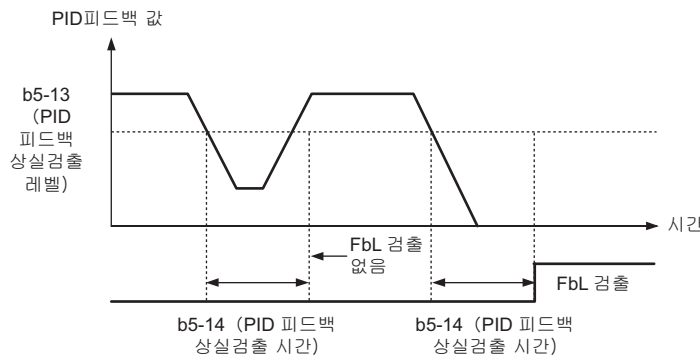 PID피드백 값
b5-13
（PID
피드백
상실검출
레벨）
시간
FbL 검출
없음
FbL 검출
b5-14（PID 피드백
상실검출 시간）
b5-14（PID 피드백
상실검출 시간）